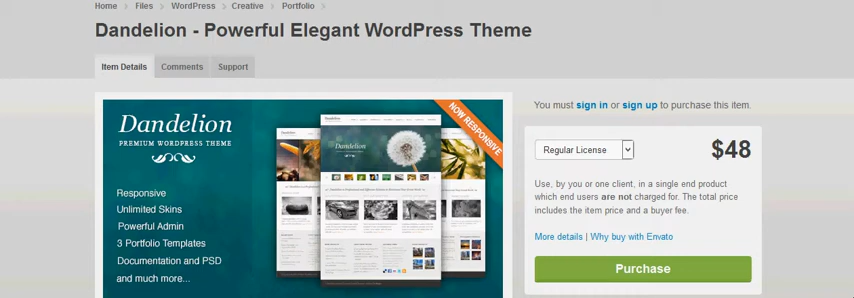 Home > Files > WordPress > Creative > Portfolio >
Dandelion - Powerful Elegant WordPress Theme
Item Details Comments Support
You must sign in or sign up to purchase this item.
Dandelion
PREMIUM WORDPRESS THEME
Responsive
Unlimited Skins
Powerful Admin
3 Portfolio Templates
Documentation and PSD
and much more...
Dandelion
Dandelion
NOW RESPONSIVE
Regular License
$48
Use, by you or one client, in a single end product
which end users are not charged for. The total price
includes the item price and a buyer fee.
More details | Why buy with Envato
Purchase